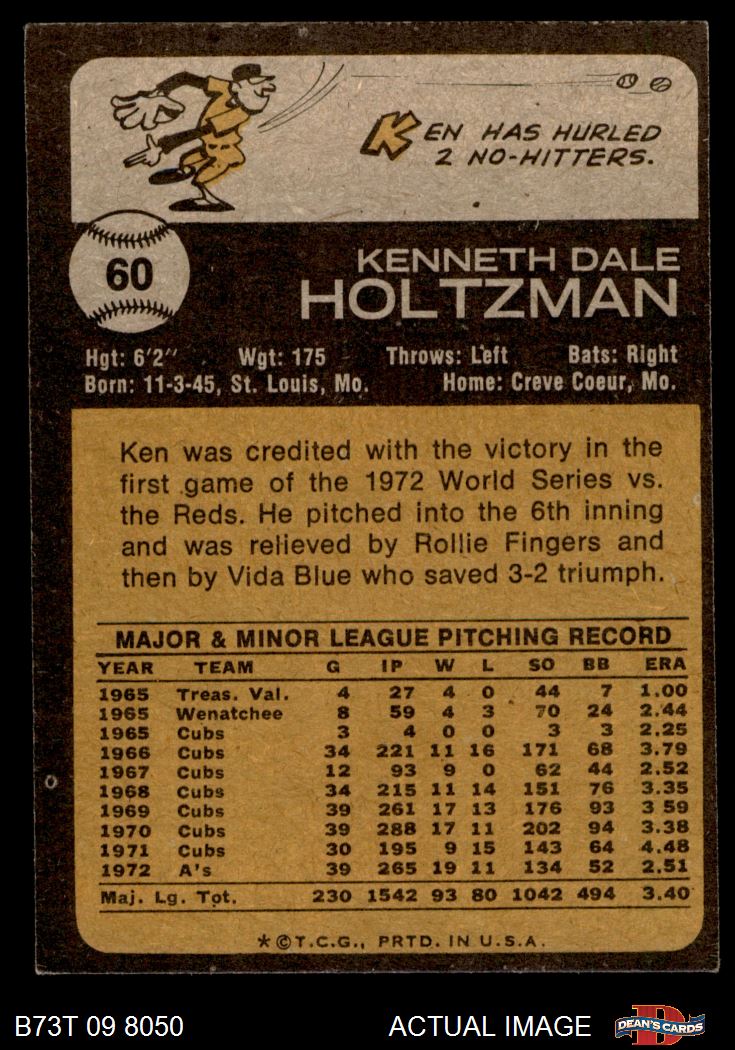 KEN HAS HURLED
2 NO-HITTERS.
60
KENNETH DALE
HOLTZMAN
Hgt: 6'2" Wgt: 175 Throws: Left Bats: Right
Born: 11-3-45, St. Louis, Mo. Home: Creve Coeur, Mo.
Ken was credited with the victory in the
first game of the 1972 World Series vs.
the Reds. He pitched into the 6th inning
and was relieved by Rollie Fingers and
then by Vida Blue who saved 3-2 triumph.
MAJOR & MINOR LEAGUE PITCHING RECORD
YEAR TEAM G IP W L SO BB ERA
1965 Treas. Val. 4 27 4 0 44 7 1.00
1965 Wenatchee 8 59 4 3 70 24 2.44
1965 Cubs 3 4 0 0 3 3 2.25
1966 Cubs 34 221 11 16 171 68 3.79
1967 Cubs 12 93 9 0 62 44 2.52
1968 Cubs 34 215 11 14 151 76 3.35
1969 Cubs 39 261 17 13 176 93 3 59
1970 Cubs 39 288 17 11 202 94 3.38
1971 Cubs 30 195 9 15 143 64 4.48
1972 A's 39 265 19 11 134 52 2.51
Maj. Lg. Tot. 230 1542 93 80 1042 494 3.40
*©T.C.G., PRTD. IN U.S.A.
B73T 09 8050 ACTUAL IMAGE D DEAN'S CARDS